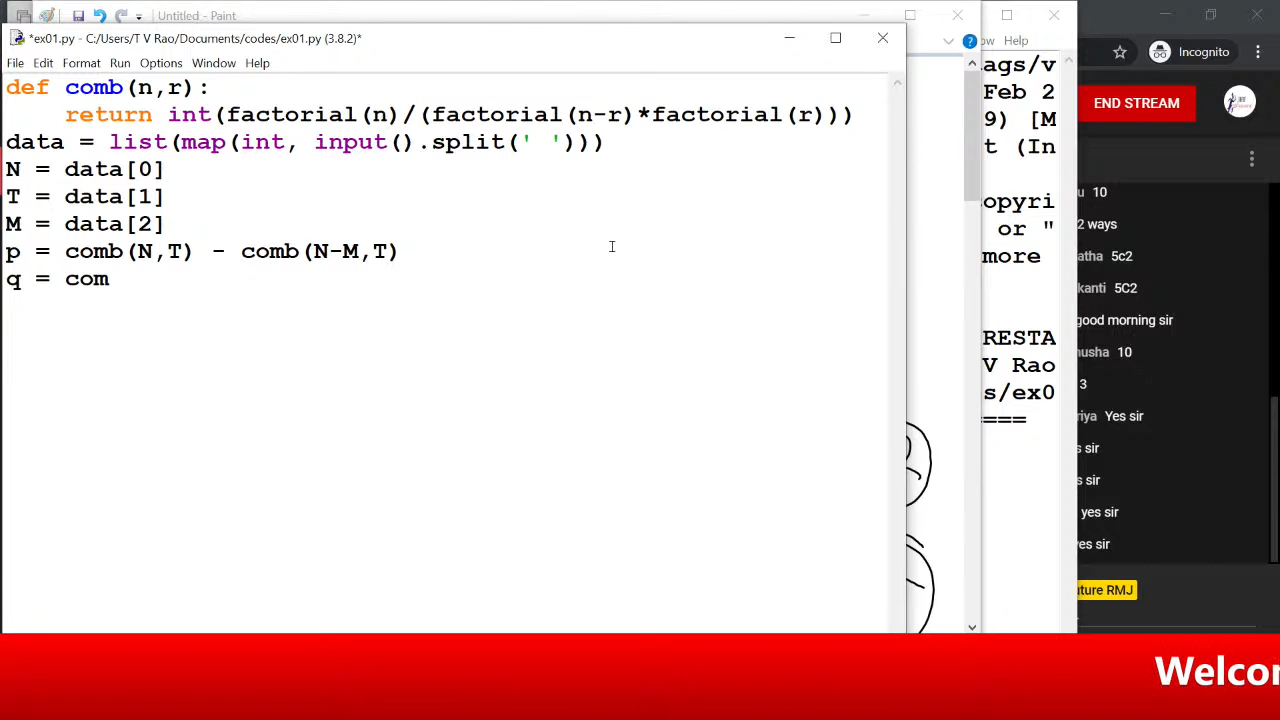 Untitled - Paint
*ex01.py - C:/Users/T V Rao/Documents/codes/ex01.py (3.8.2)*
File Edit Format Run Options Window Help
def comb(n,r):
    return int(factorial(n)/(factorial(n-r)*factorial(r)))
data = list(map(int, input().split(' ')))
N = data[0]
T = data[1]
M = data[2]
p = comb(N,T) - comb(N-M,T)
q = com
ow Help
ags/v
Feb 2
9) [M
t (In
opyri
or "
more
RESTA
V Rao
s/ex0
====
Incognito
END STREAM
u 10
2 ways
atha 5c2
kanti 5C2
good morning sir
nusha 10
3
riya Yes sir
s sir
s sir
yes sir
yes sir
uture RMJ
Welcon